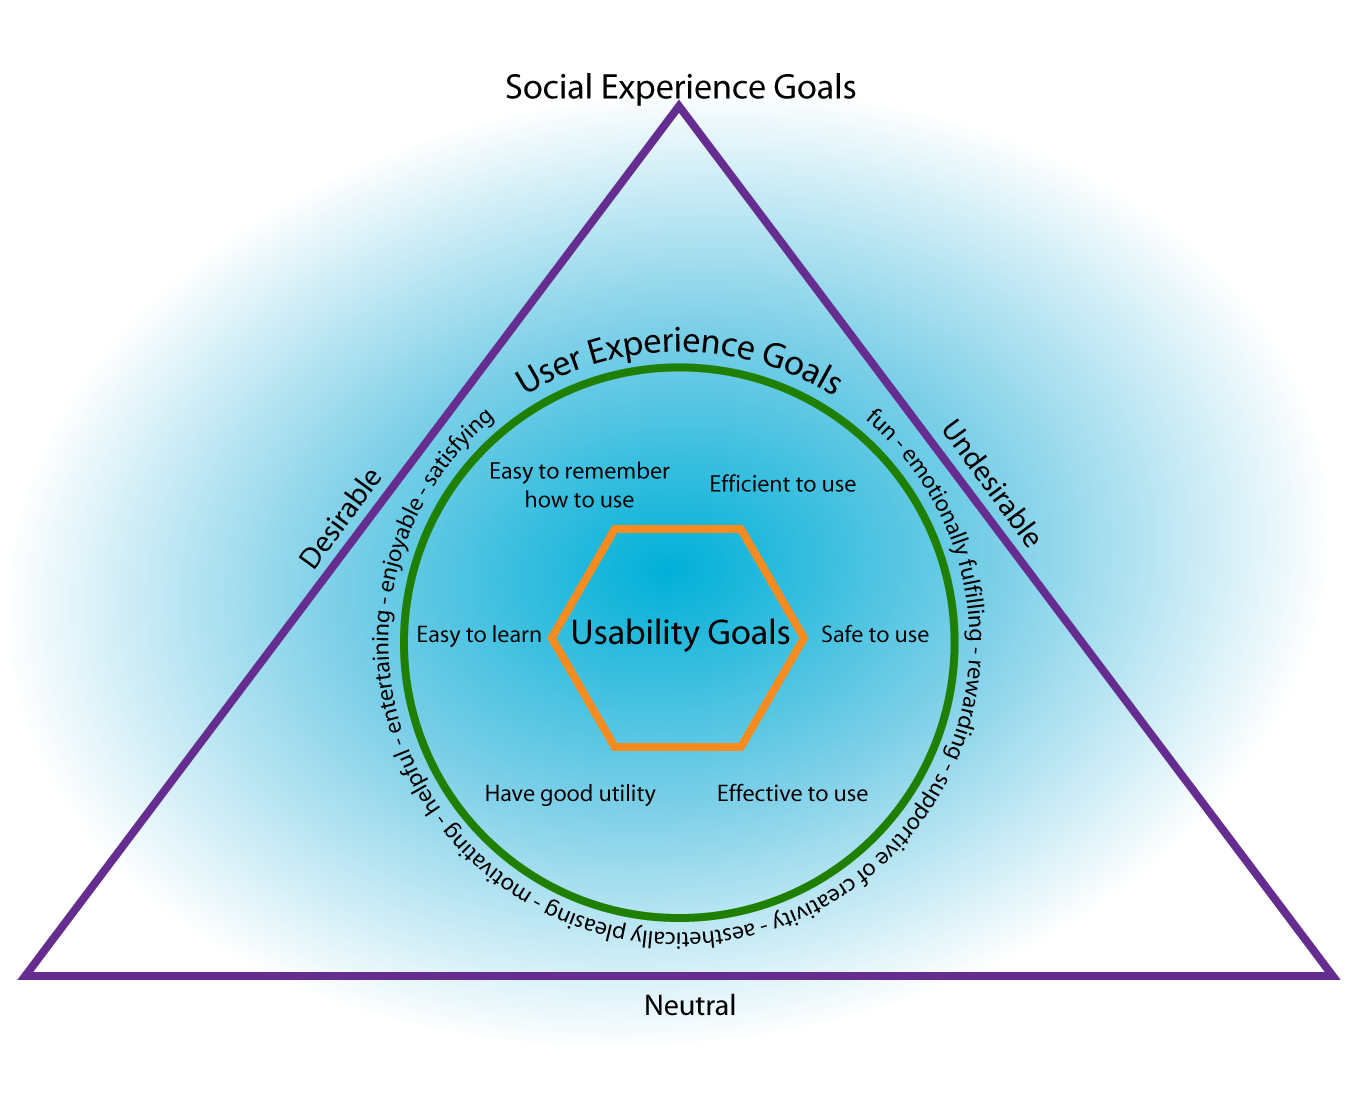 Social Experience Goals
User Experience Goals
Desirable
Undesirable
fun - emotionally fulfilling - rewarding - supportive of creativity - aesthetically pleasing - motivating - helpful - entertaining - enjoyable - satisfying
Easy to remember
how to use
Efficient to use
Easy to learn
Usability Goals
Safe to use
Have good utility
Effective to use
Neutral